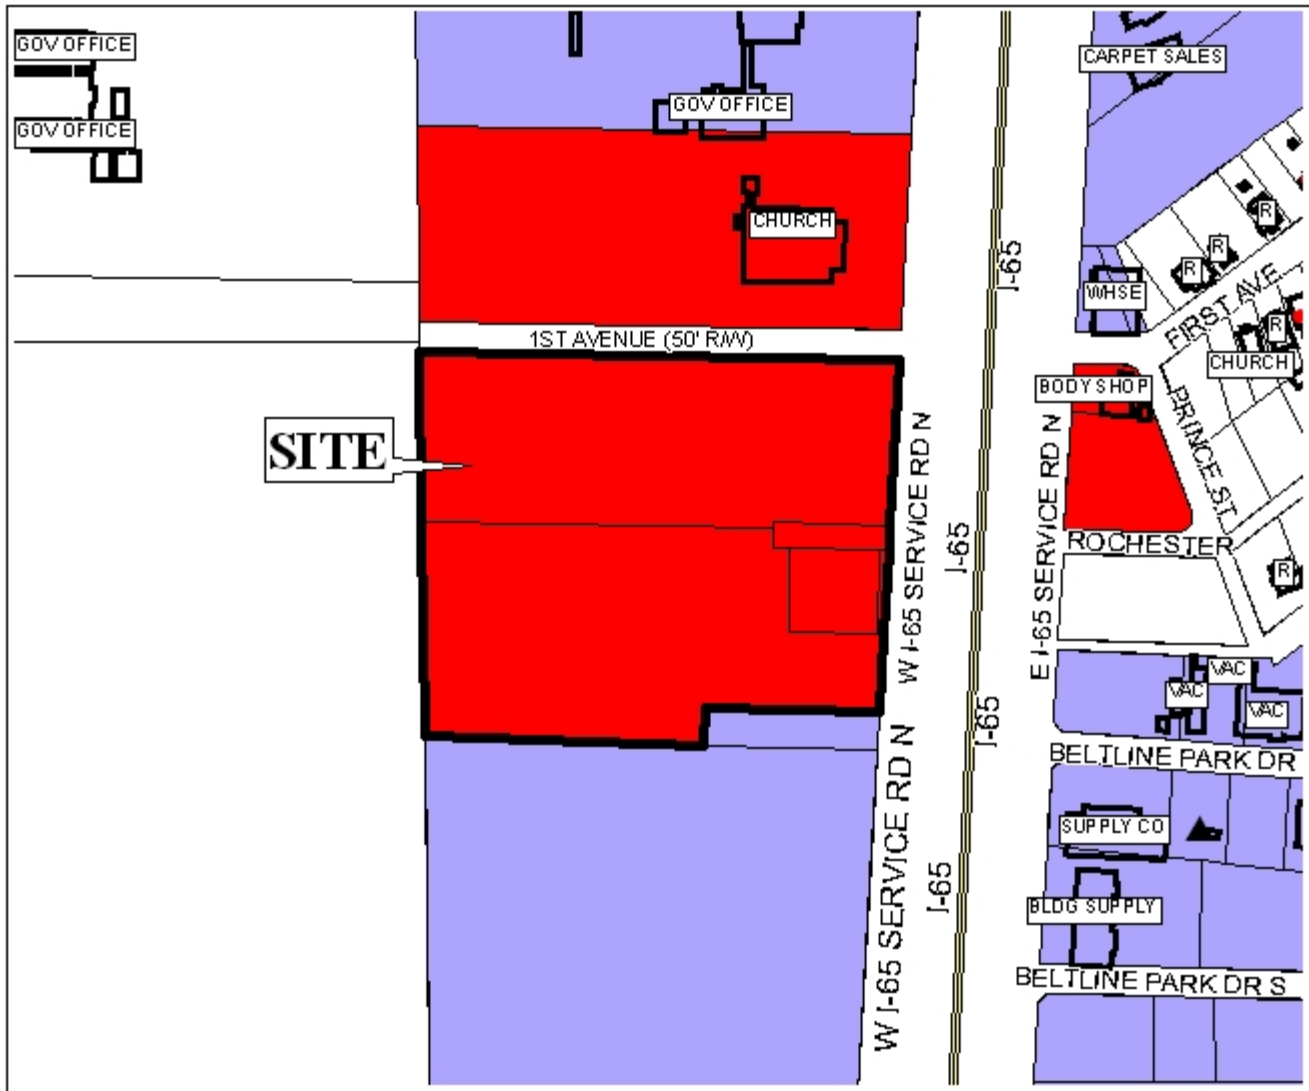 GOV OFFICE
GOV OFFICE
GOV OFFICE
CARPET SALES
CHURCH
R
R
R
I-65
WHSE
FIRST AVE
R
CHURCH
1ST AVENUE (50' R/W)
BODY SHOP
PRINCE ST
SITE
W I-65 SERVICE RD N
E I-65 SERVICE RD N
I-65
ROCHESTER
R
VAC
VAC
VAC
I-65
BELTLINE PARK DR
W I-65 SERVICE RD N
SUPPLY CO
I-65
BLDG SUPPLY
BELTLINE PARK DR S